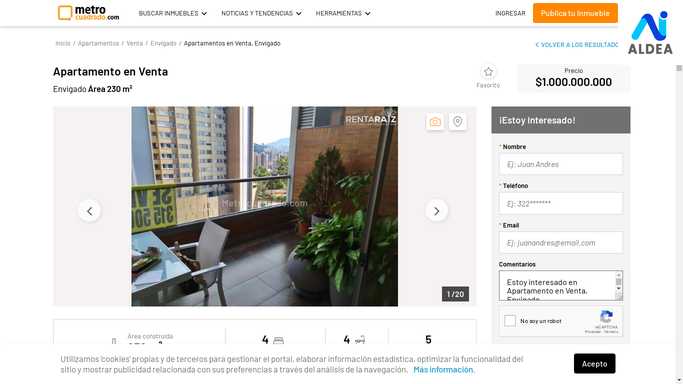 metro
cuadrado.com
BUSCAR INMUEBLES
NOTICIAS Y TENDENCIAS
HERRAMIENTAS
INGRESAR
Publica tu Inmueble
AI
ALDEA
Inicio / Apartamentos / Venta / Envigado / Apartamentos en Venta, Envigado
VOLVER A LOS RESULTADO
Apartamento en Venta
Envigado Área 230 m²
Favorito
Precio
$1.000.000.000
RENTARAÍZ
Metrocuadrado.com
1 / 20
¡Estoy Interesado!
* Nombre
Ej: Juan Andres
* Teléfono
Ej: 322*******
* Email
Ej: juanandres@email.com
Comentarios
Estoy interesado en
Apartamento en Venta,
Envigado
No soy un robot
reCAPTCHA
Privacidad - Términos
Área construida
4
4
5
Utilizamos 'cookies' propias y de terceros para gestionar el portal, elaborar información estadística, optimizar la funcionalidad del
sitio y mostrar publicidad relacionada con sus preferencias a través del análisis de la navegación. Más información.
Acepto